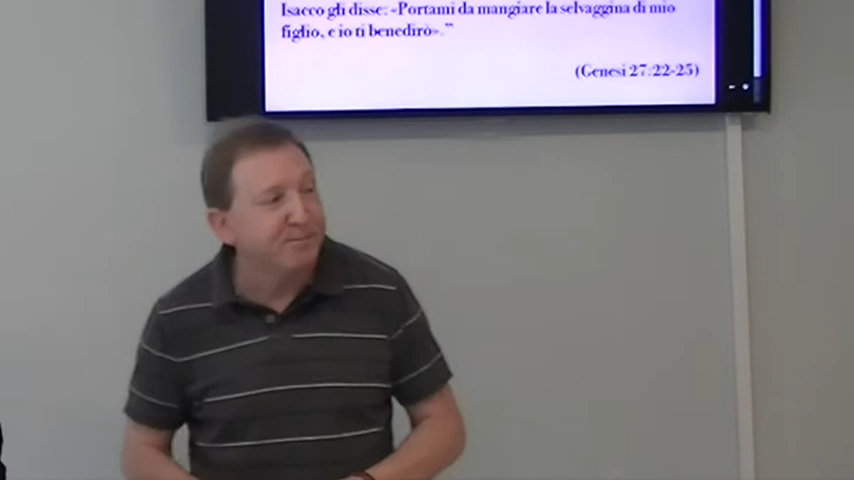 Isacco gli disse: «Portami da mangiare la selvaggina di mio
figlio, e io ti benedirò».”
(Genesi 27:22-25)